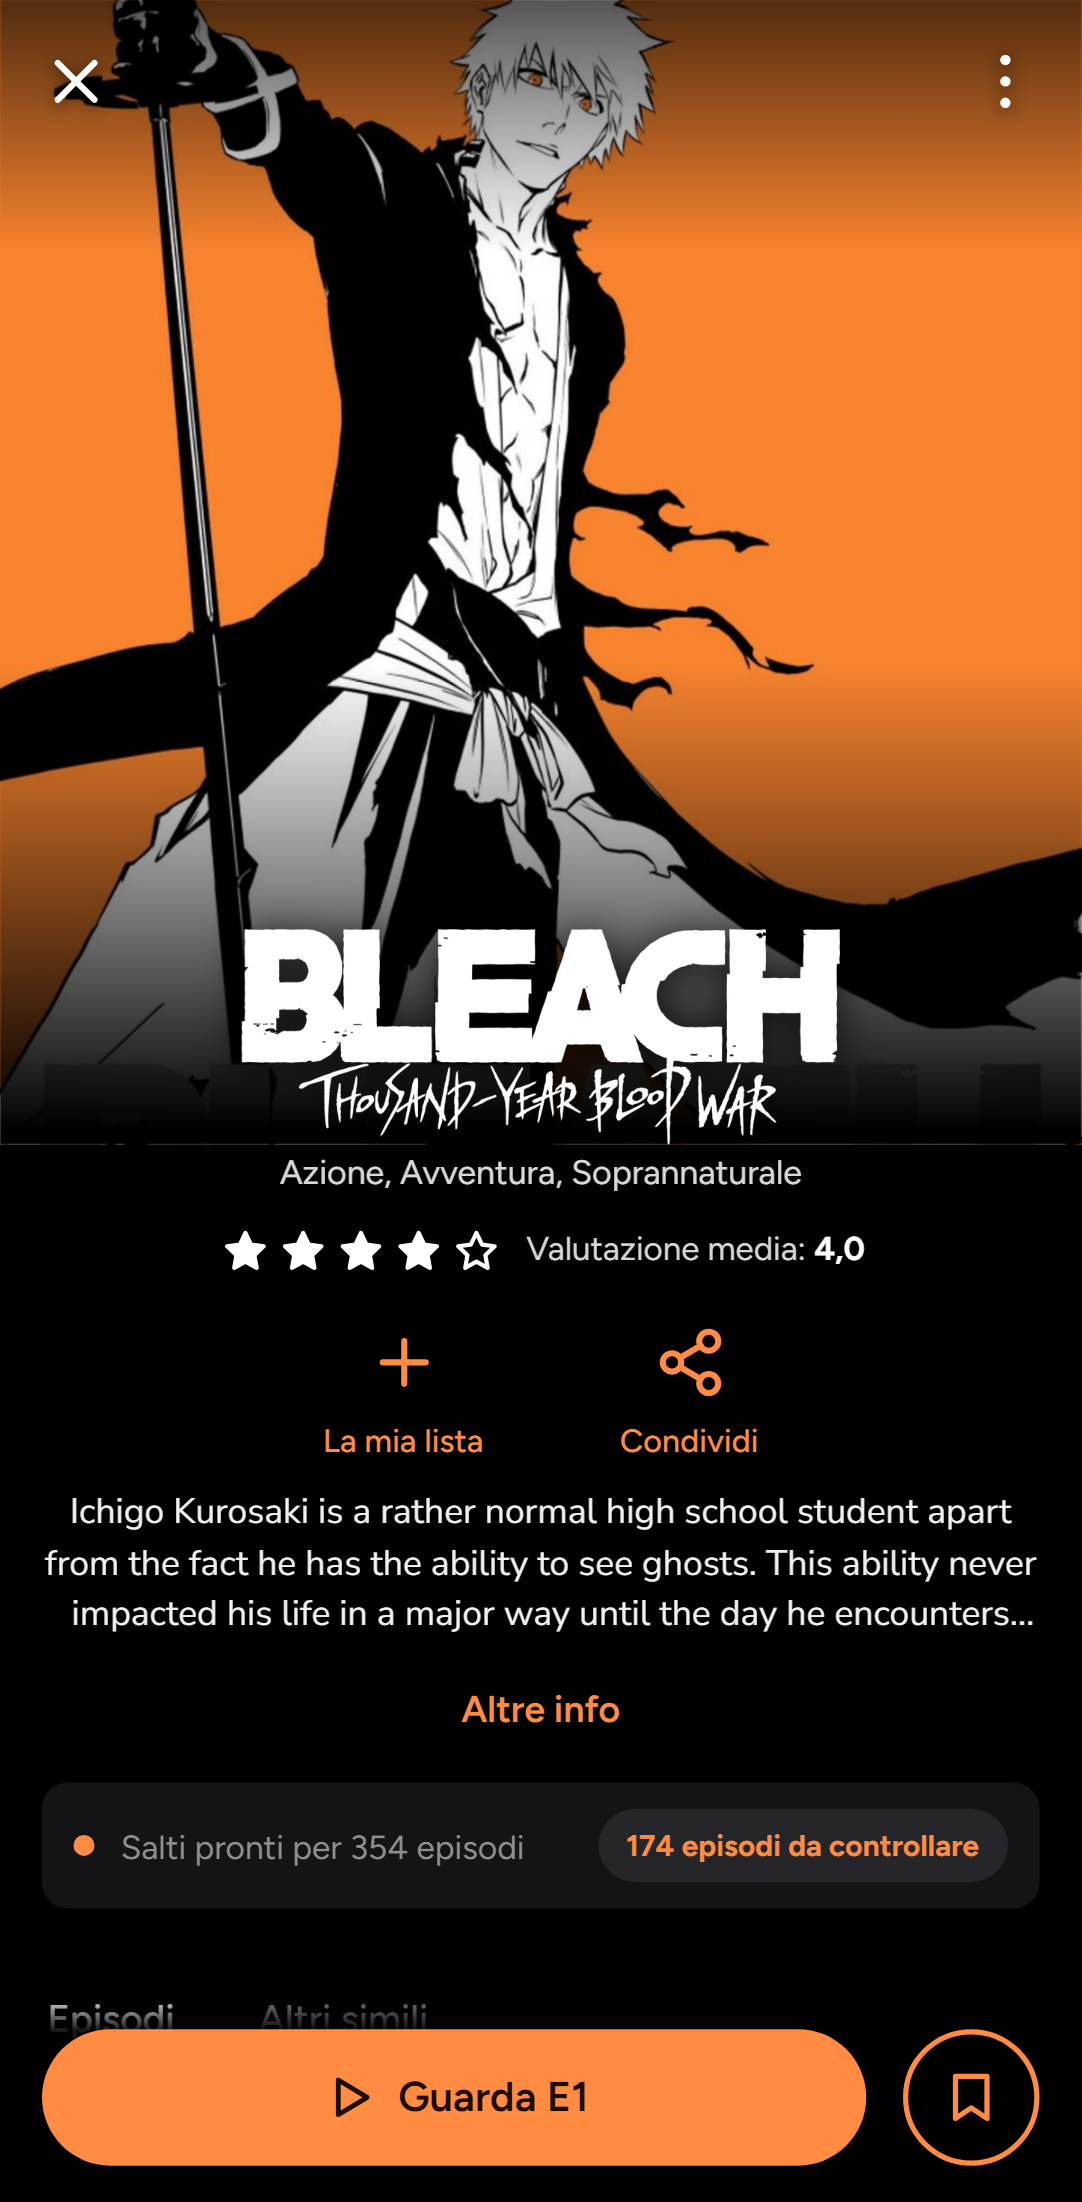 BLEACH
THOUSAND-YEAR BLOOD WAR
Azione, Avventura, Soprannaturale
Valutazione media: 4,0
La mia lista
Condividi
Ichigo Kurosaki is a rather normal high school student apart
from the fact he has the ability to see ghosts. This ability never
impacted his life in a major way until the day he encounters...
Altre info
Salti pronti per 354 episodi
174 episodi da controllare
Episodi
Altri simili
Guarda E1